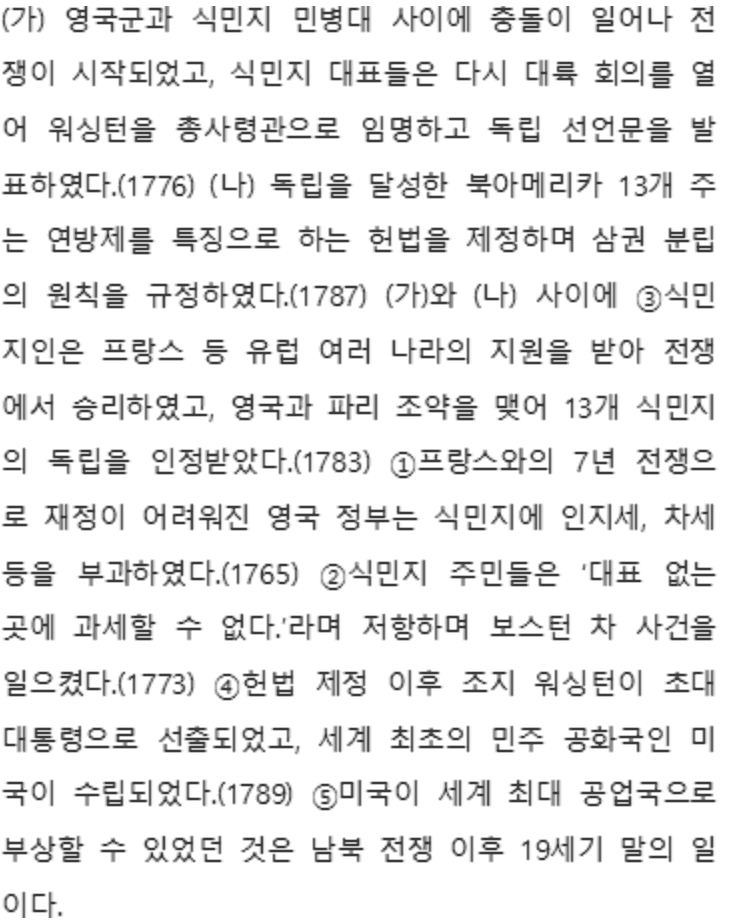 (가) 영국군과 식민지 민병대 사이에 충돌이 일어나 전
쟁이 시작되었고, 식민지 대표들은 다시 대륙 회의를 열
어 워싱턴을 총사령관으로 임명하고 독립 선언문을 발
표하였다.(1776) (나) 독립을 달성한 북아메리카 13개 주
는 연방제를 특징으로 하는 헌법을 제정하며 삼권 분립
의 원칙을 규정하였다.(1787) (가)와 (나) 사이에 ③식민
지인은 프랑스 등 유럽 여러 나라의 지원을 받아 전쟁
에서 승리하였고, 영국과 파리 조약을 맺어 13개 식민지
의 독립을 인정받았다.(1783) ①프랑스와의 7년 전쟁으
로 재정이 어려워진 영국 정부는 식민지에 인지세, 차세
등을 부과하였다.(1765) ②식민지 주민들은 '대표 없는
곳에 과세할 수 없다.'라며 저항하며 보스턴 차 사건을
일으켰다.(1773) ④헌법 제정 이후 조지 워싱턴이 초대
대통령으로 선출되었고, 세계 최초의 민주 공화국인 미
국이 수립되었다.(1789) ⑤미국이 세계 최대 공업국으로
부상할 수 있었던 것은 남북 전쟁 이후 19세기 말의 일
이다.